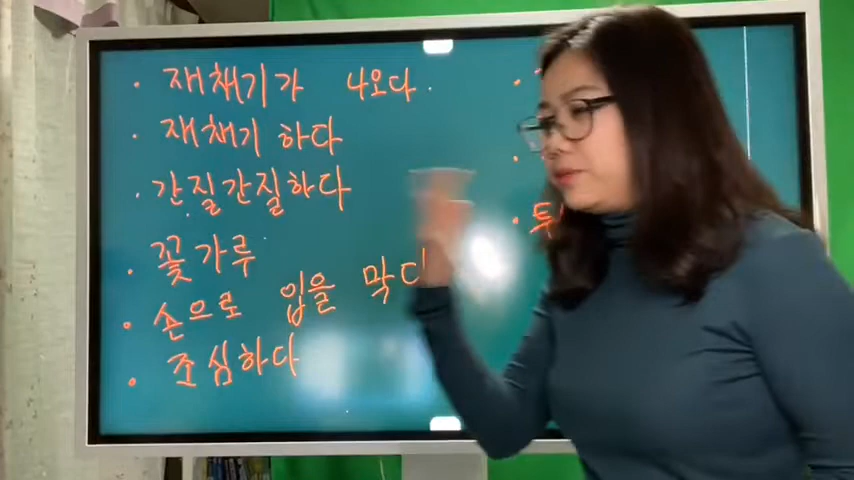 · 재채기가 나오다.
· 재채기 하다
· 간질간질하다
· 꽃가루
· 손으로 입을 막다
· 조심하다